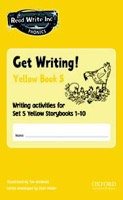 Read Write Inc.
PHONICS
Get Writing!
Yellow Book 5
Writing activities for
Set 5 Yellow Storybooks 1–10
Name
OXFORD